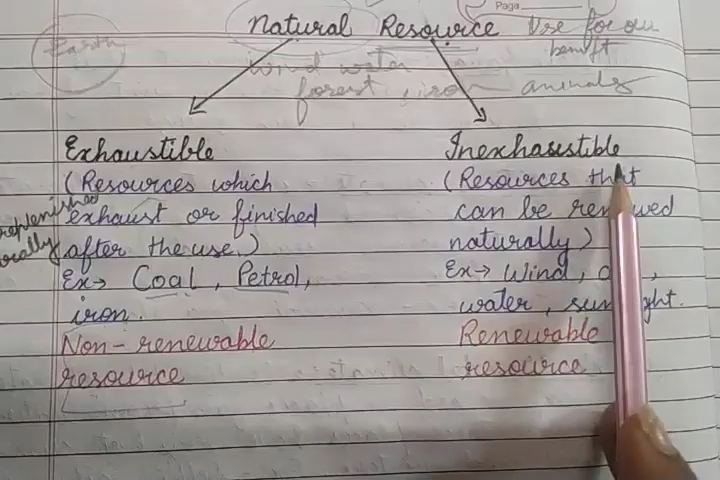 Page
Natural Resource Use for our
benefit
Earth
wind water
forest, iron animals
Exhaustible
(Resources which
exhaust or finished
after the use.)
Ex→ Coal, Petrol,
iron.
Non-renewable
resource
replenished
Inexhaustible
(Resources that
can be renewed
naturally)
Ex→ Wind,
water, sunlight.
Renewable
resource